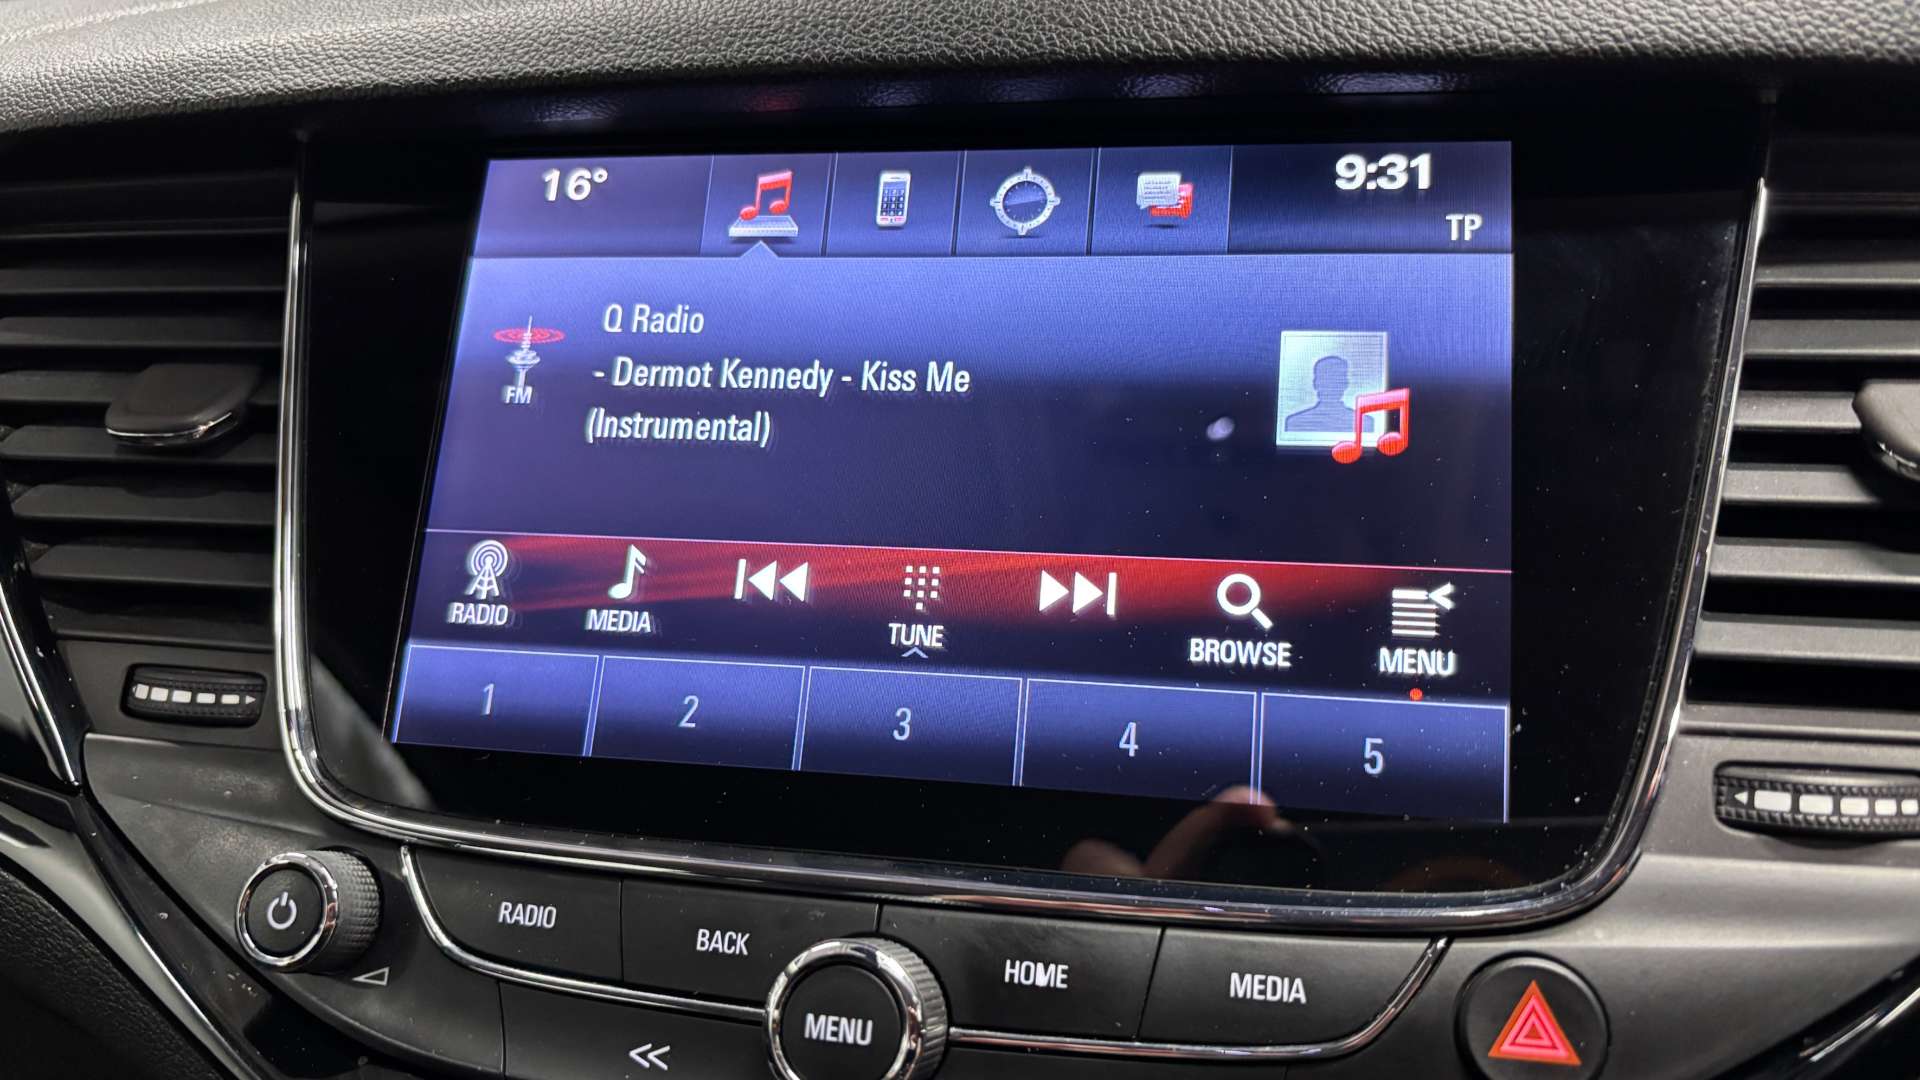 16°
9:31
TP
FM
Q Radio
- Dermot Kennedy - Kiss Me
(Instrumental)
RADIO
MEDIA
TUNE
BROWSE
MENU
1
2
3
4
5
RADIO
BACK
MENU
HOME
MEDIA